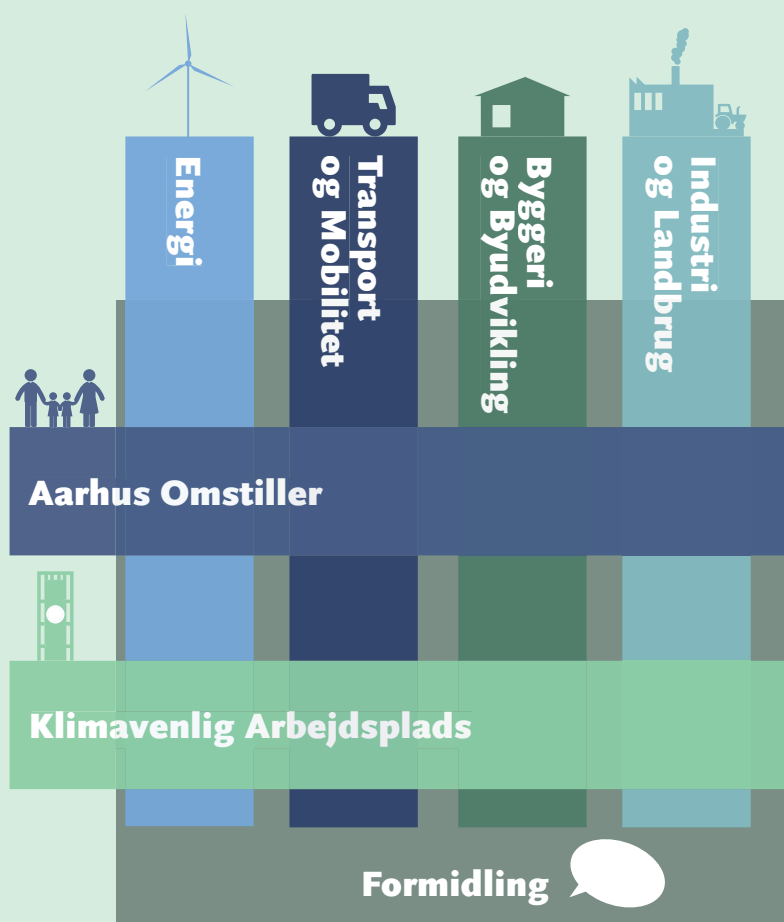 Energi
Transport
og Mobilitet
Byggeri
og Byudvikling
Industri
og Landbrug
Aarhus Omstiller
Klimavenlig Arbejdsplads
Formidling